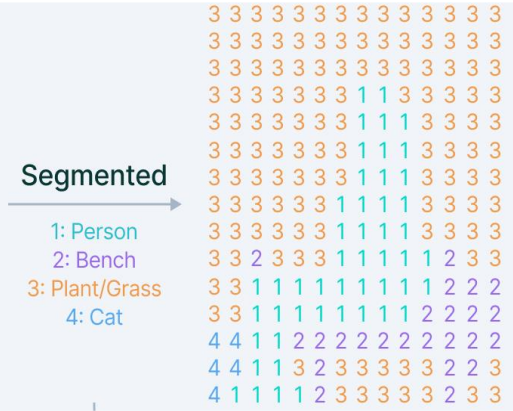 Segmented
1: Person
2: Bench
3: Plant/Grass
4: Cat
3 3 3 3 3 3 3 3 3 3 3 3 3 3
3 3 3 3 3 3 3 3 3 3 3 3 3 3
3 3 3 3 3 3 3 3 3 3 3 3 3 3
3 3 3 3 3 3 3 1 1 3 3 3 3 3
3 3 3 3 3 3 3 1 1 1 3 3 3 3
3 3 3 3 3 3 3 1 1 1 3 3 3 3
3 3 3 3 3 3 3 1 1 1 3 3 3 3
3 3 3 3 3 3 1 1 1 1 3 3 3 3
3 3 3 3 3 3 1 1 1 1 3 3 3 3
3 3 2 3 3 3 1 1 1 1 1 2 3 3
3 3 1 1 1 1 1 1 1 1 1 2 2 2
3 3 1 1 1 1 1 1 1 1 2 2 2 2
4 4 1 1 2 2 2 2 2 2 2 2 2 2
4 4 1 1 3 2 3 3 3 3 3 2 2 3
4 1 1 1 1 2 3 3 3 3 3 2 3 3